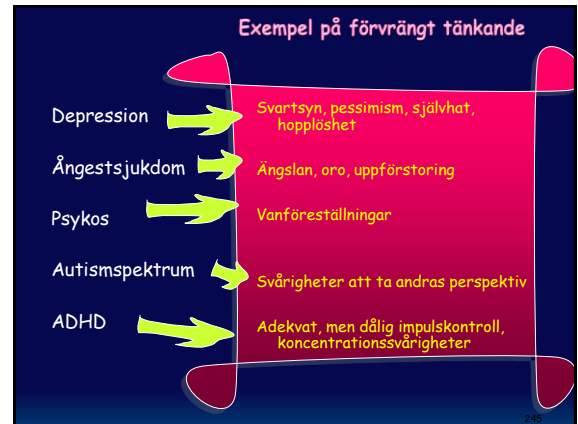 Exempel på förvrängt tänkande
Depression
Svartsyn, pessimism, självhat,
hopplöshet
Ångestsjukdom
Ängslan, oro, uppförstoring
Psykos
Vanföreställningar
Autismspektrum
Svårigheter att ta andras perspektiv
ADHD
Adekvat, men dålig impulskontroll,
koncentrationssvårigheter
245